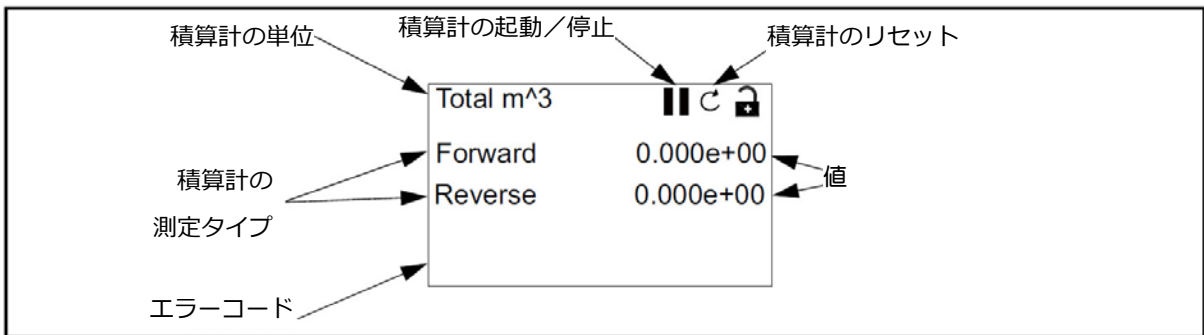 積算計の単位
積算計の起動／停止
積算計のリセット
Total m^3
Forward 0.000e+00
Reverse 0.000e+00
積算計の
測定タイプ
値
エラーコード